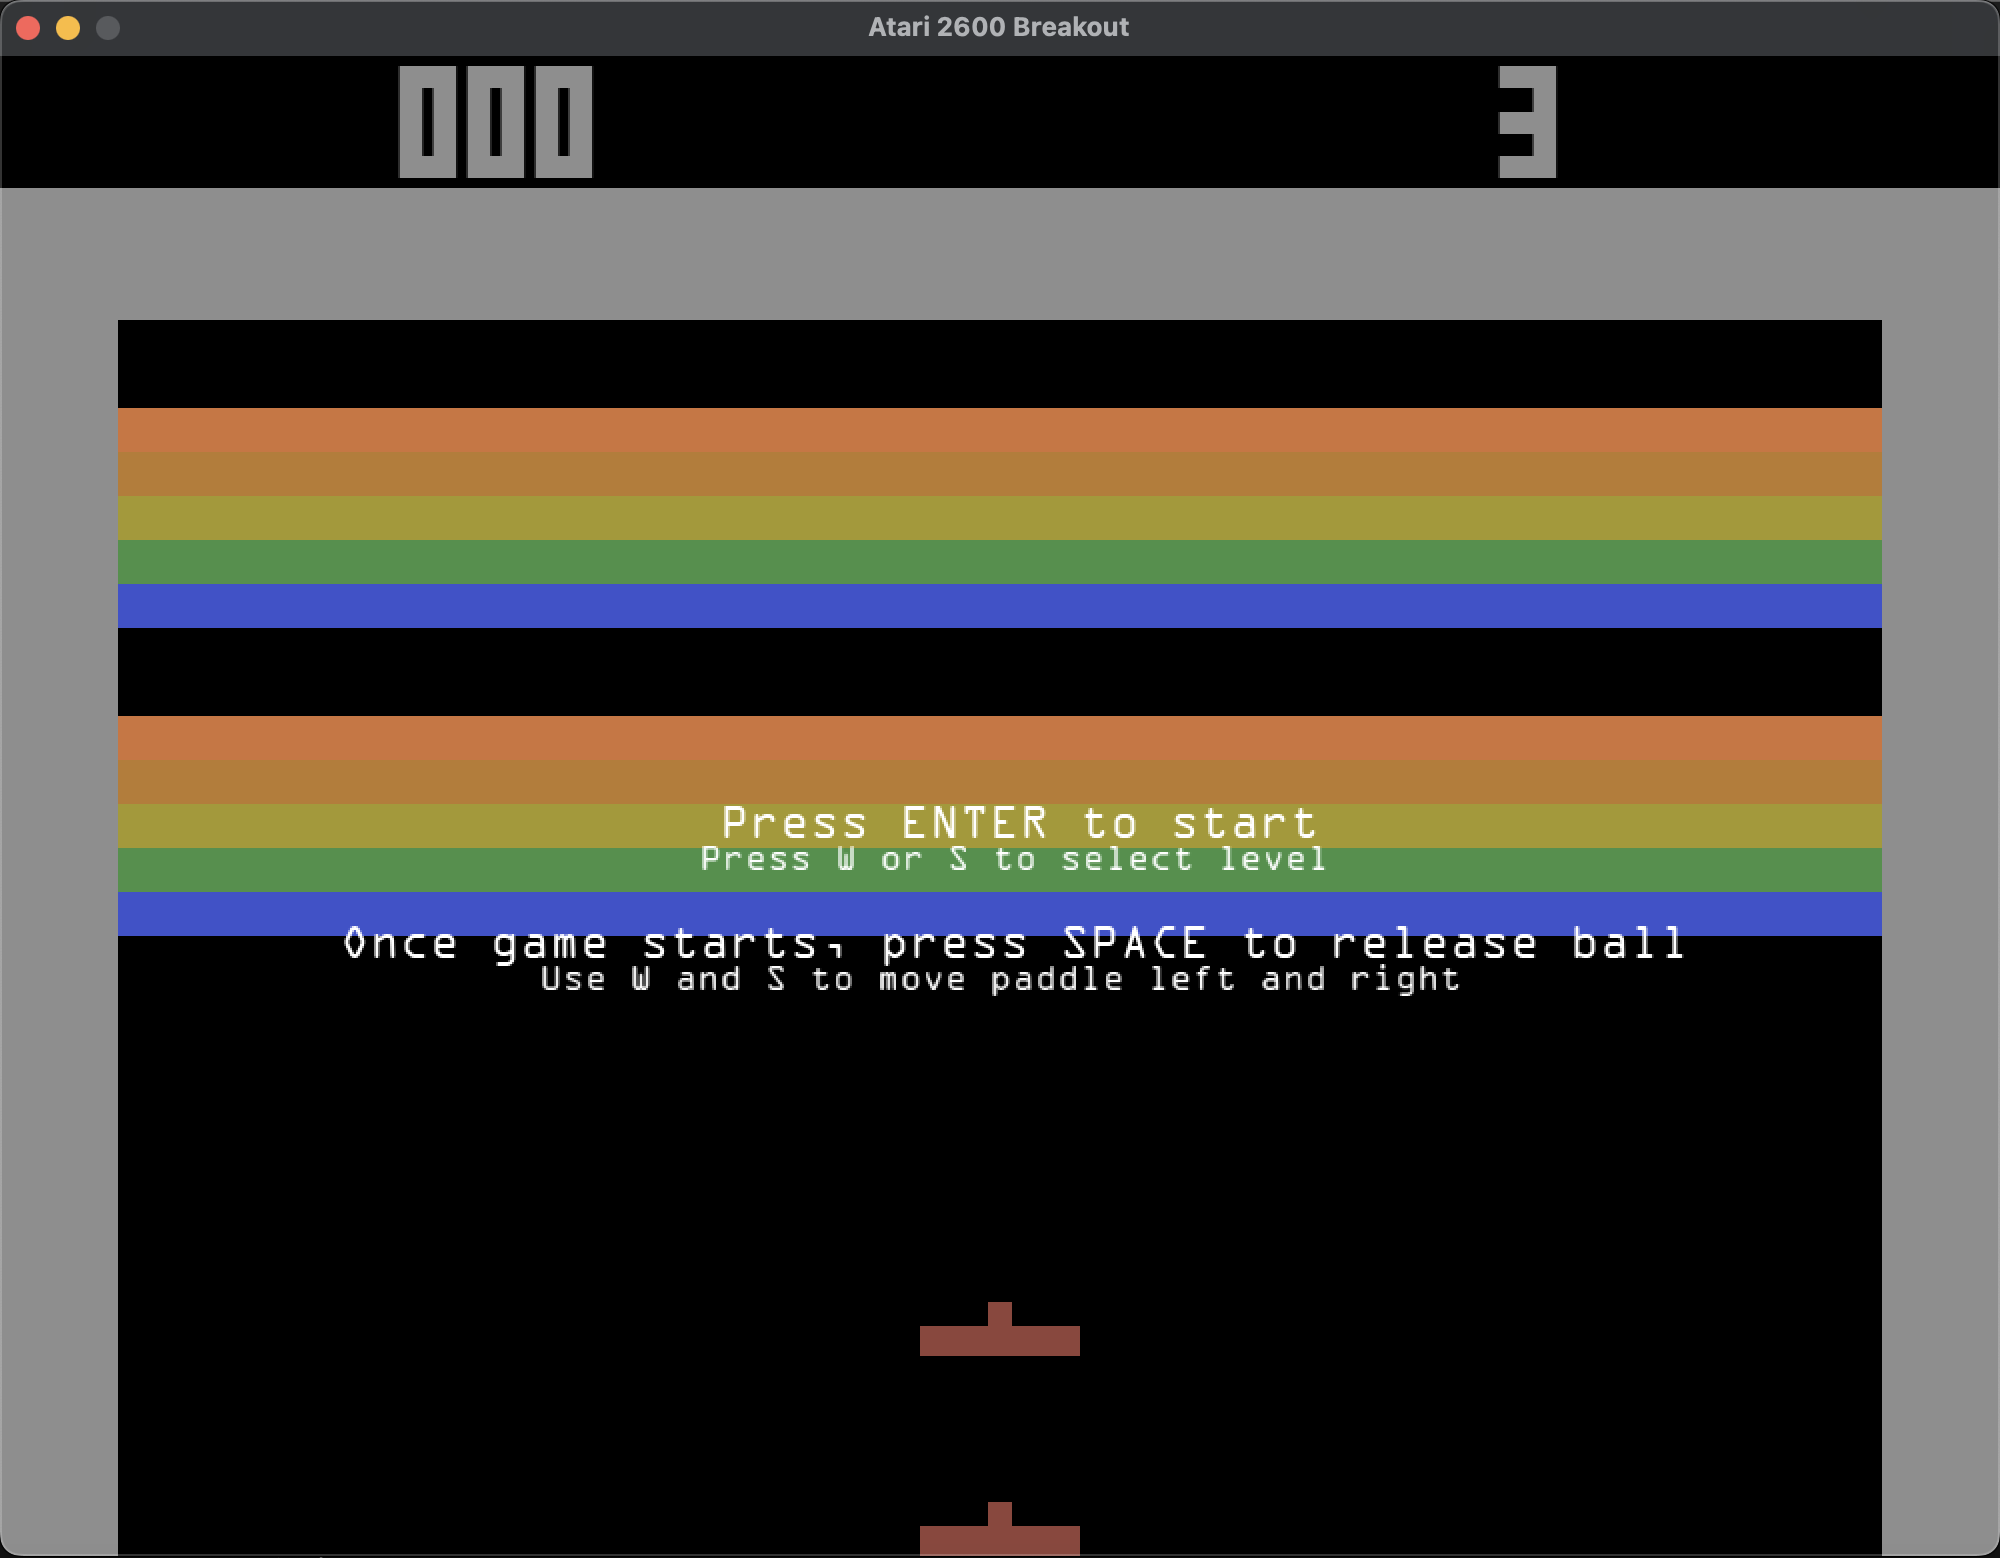 Atari 2600 Breakout
000 3
Press ENTER to start
Press W or S to select level
Once game starts, press SPACE to release ball
Use W and S to move paddle left and right